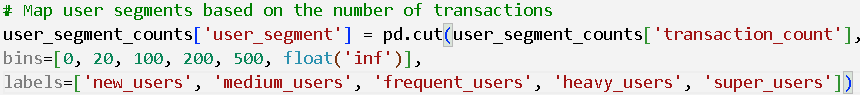 # Map user segments based on the number of transactions
user_segment_counts['user_segment'] = pd.cut(user_segment_counts['transaction_count'],
bins=[0, 20, 100, 200, 500, float('inf')],
labels=['new_users', 'medium_users', 'frequent_users', 'heavy_users', 'super_users'])